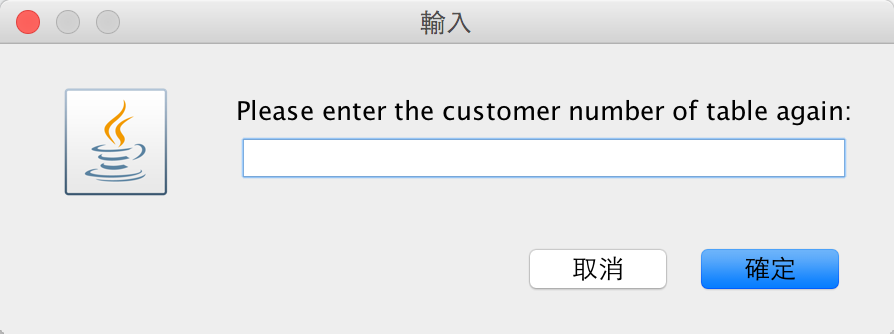 輸入
Please enter the customer number of table again:
取消
確定